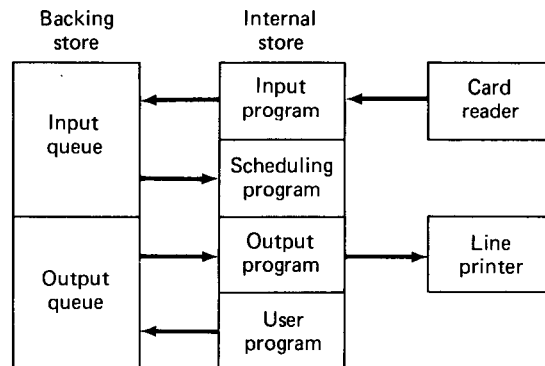 Backing
store
Internal
store
Input
queue
Output
queue
Input
program
Scheduling
program
Output
program
User
program
Card
reader
Line
printer